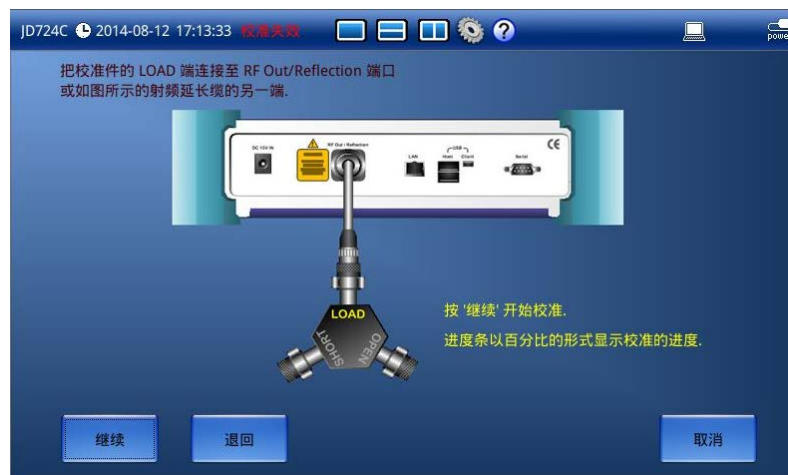 JD724C 2014-08-12 17:13:33 校准失效
把校准件的 LOAD 端连接至 RF Out/Reflection 端口
或如图所示的射频延长缆的另一端.
DC 15V IN
RF Out / Reflection
LAN
USB
Host Client
Serial
CE
LOAD
SHORT
OPEN
按 '继续' 开始校准.
进度条以百分比的形式显示校准的进度.
继续
退回
取消